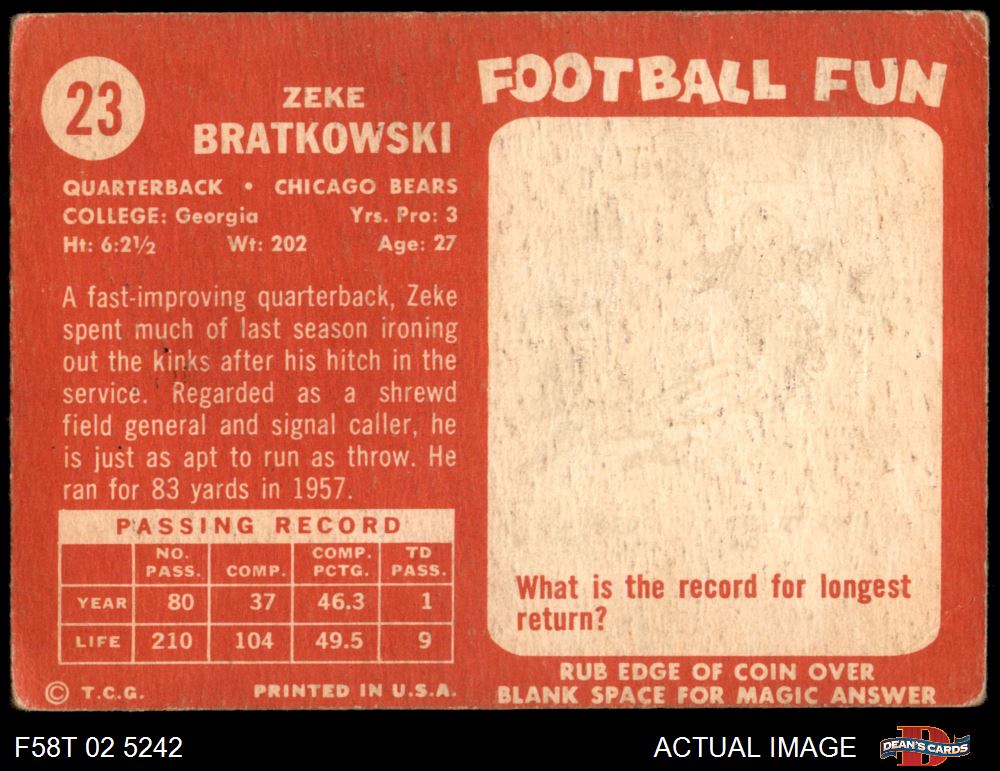 23
ZEKE
BRATKOWSKI
QUARTERBACK • CHICAGO BEARS
COLLEGE: Georgia Yrs. Pro: 3
Ht: 6:2½ Wt: 202 Age: 27
A fast-improving quarterback, Zeke
spent much of last season ironing
out the kinks after his hitch in the
service. Regarded as a shrewd
field general and signal caller, he
is just as apt to run as throw. He
ran for 83 yards in 1957.
PASSING RECORD
NO. PASS. COMP. COMP. PCTG. TD PASS.
YEAR 80 37 46.3 1
LIFE 210 104 49.5 9
© T.C.G. PRINTED IN U.S.A.
FOOTBALL FUN
What is the record for longest
return?
RUB EDGE OF COIN OVER
BLANK SPACE FOR MAGIC ANSWER
F58T 02 5242 ACTUAL IMAGE
DEAN'S CARDS